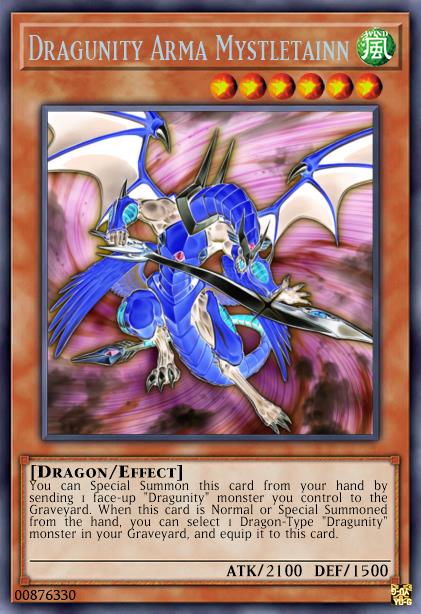 Dragunity Arma Mystletainn
WIND
風
[Dragon/Effect]
You can Special Summon this card from your hand by
sending 1 face-up "Dragunity" monster you control to the
Graveyard. When this card is Normal or Special Summoned
from the hand, you can select 1 Dragon-Type "Dragunity"
monster in your Graveyard, and equip it to this card.
ATK/2100 DEF/1500
00876330